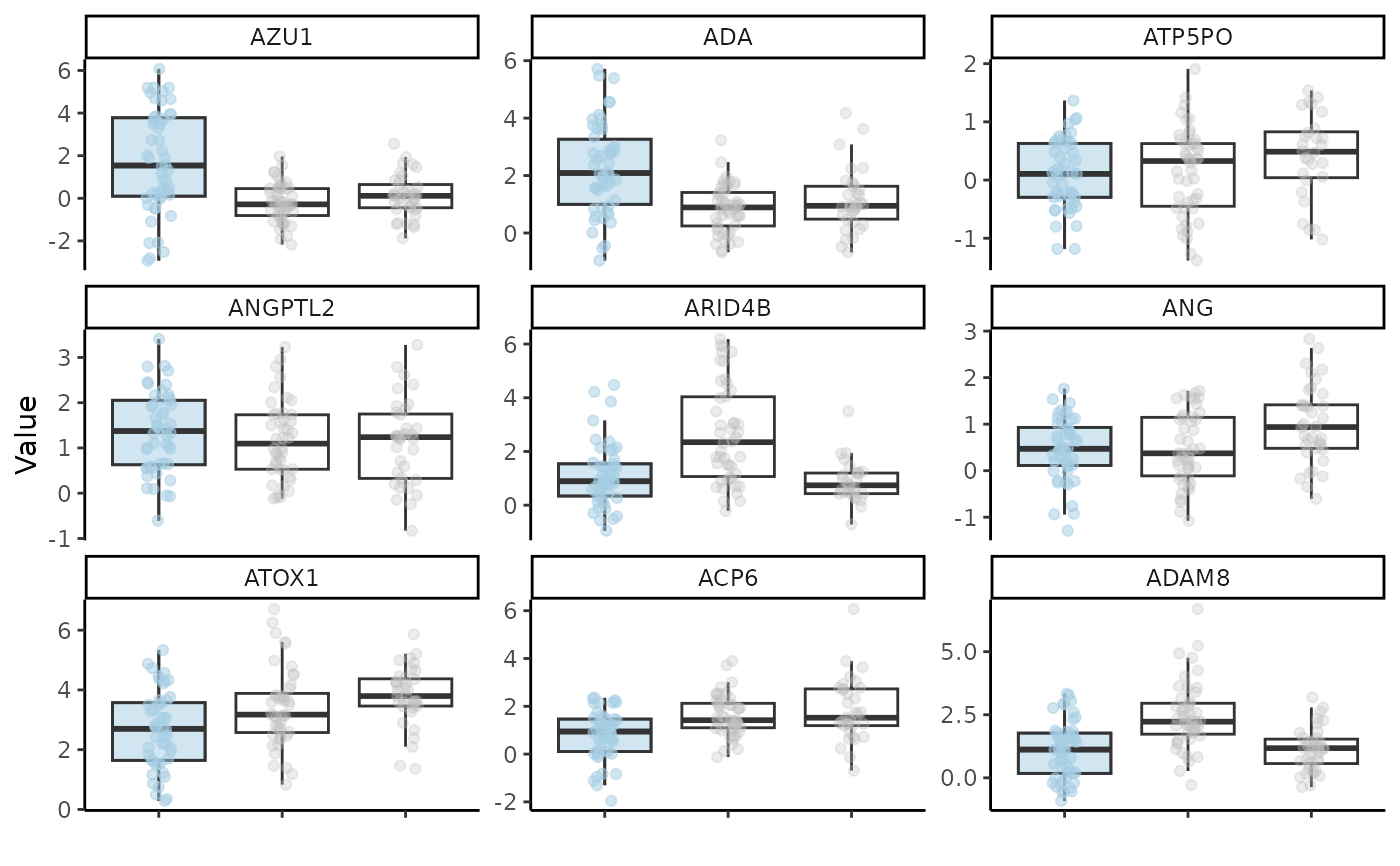 AZU1 ADA ATP5PO
6 4 2 0 -2
6 4 2 0
2 1 0 -1
Value
ANGPTL2 ARID4B ANG
3 2 1 0 -1
6 4 2 0
3 2 1 0 -1
ATOX1 ACP6 ADAM8
6 4 2 0
6 4 2 0 -2
5.0 2.5 0.0